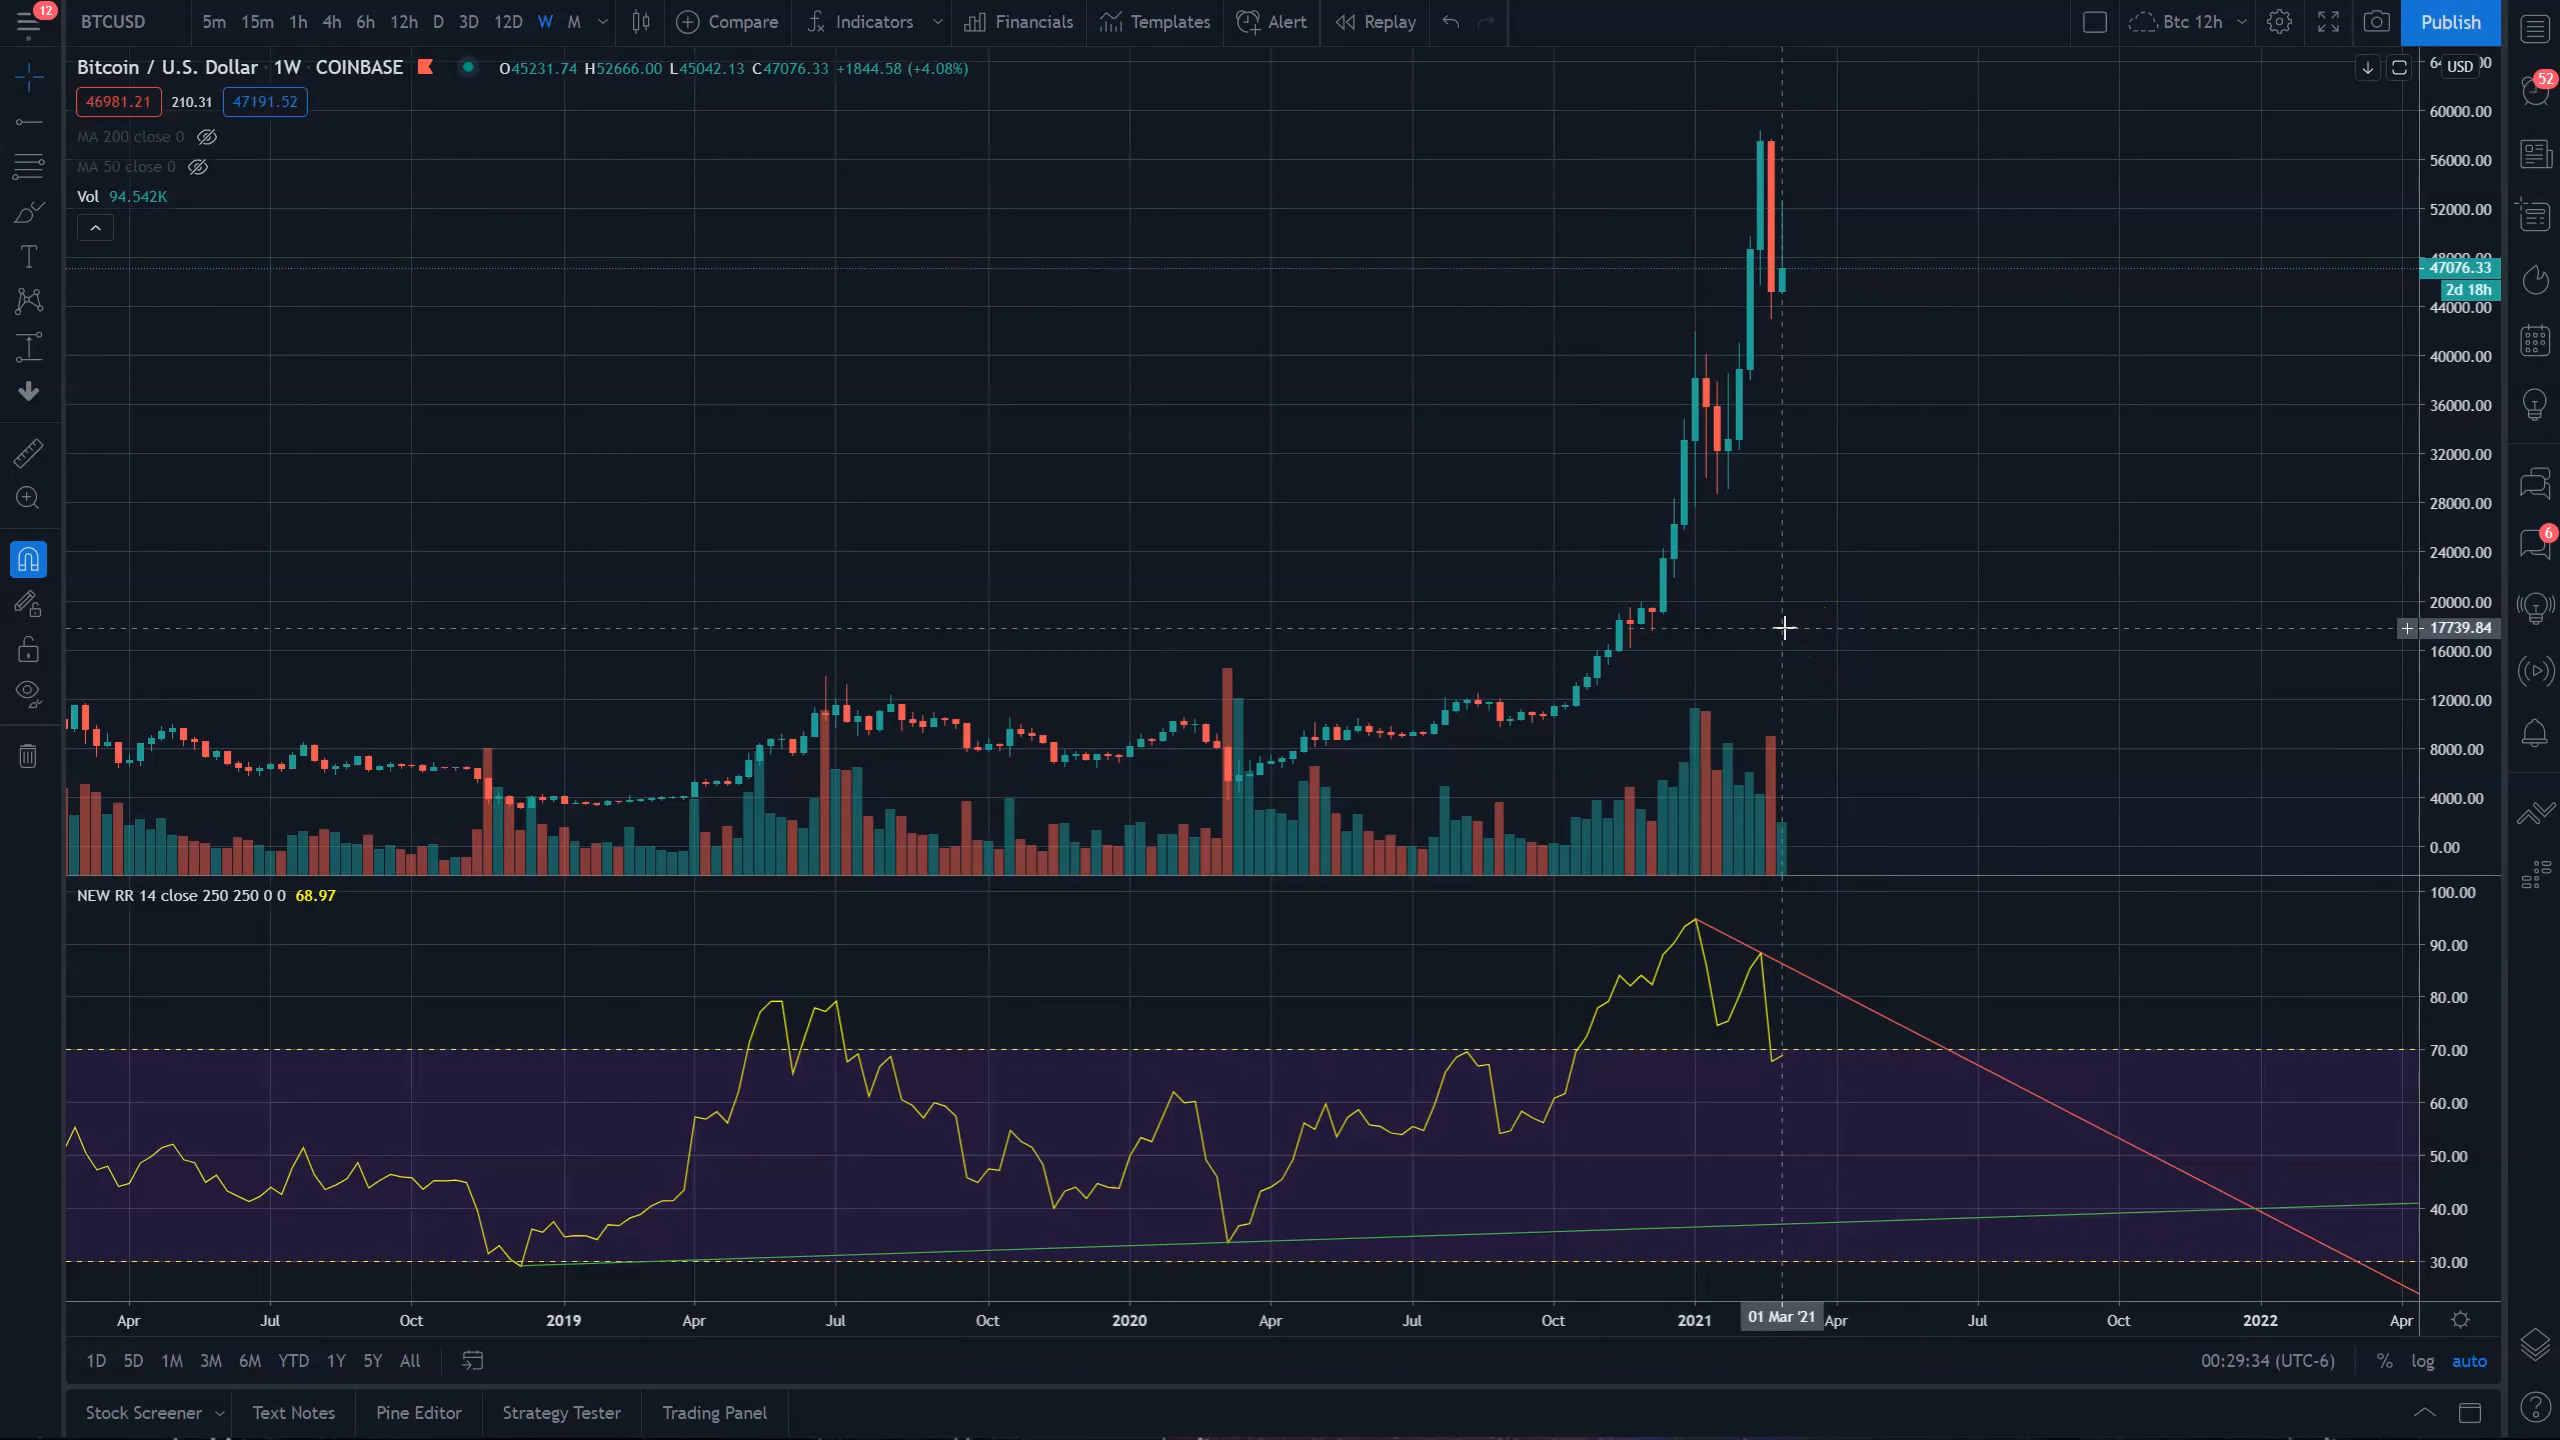 12
BTCUSD 5m 15m 1h 4h 6h 12h D 3D 12D W M Compare Indicators Financials Templates Alert Replay Btc 12h Publish
Bitcoin / U.S. Dollar 1W COINBASE O45231.74 H52666.00 L45042.13 C47076.33 +1844.58 (+4.08%)
USD
46981.21 210.31 47191.52
MA 200 close 0
MA 50 close 0
Vol 94.542K
60000.00
56000.00
52000.00
47076.33
2d 18h
44000.00
40000.00
36000.00
32000.00
28000.00
24000.00
20000.00
17739.84
16000.00
12000.00
8000.00
4000.00
0.00
52
6
NEW RR 14 close 250 250 0 0 68.97
100.00
90.00
80.00
70.00
60.00
50.00
40.00
30.00
Apr Jul Oct 2019 Apr Jul Oct 2020 Apr Jul Oct 2021 01 Mar '21 Apr Jul Oct 2022 Apr
1D 5D 1M 3M 6M YTD 1Y 5Y All 00:29:34 (UTC-6) % log auto
Stock Screener Text Notes Pine Editor Strategy Tester Trading Panel